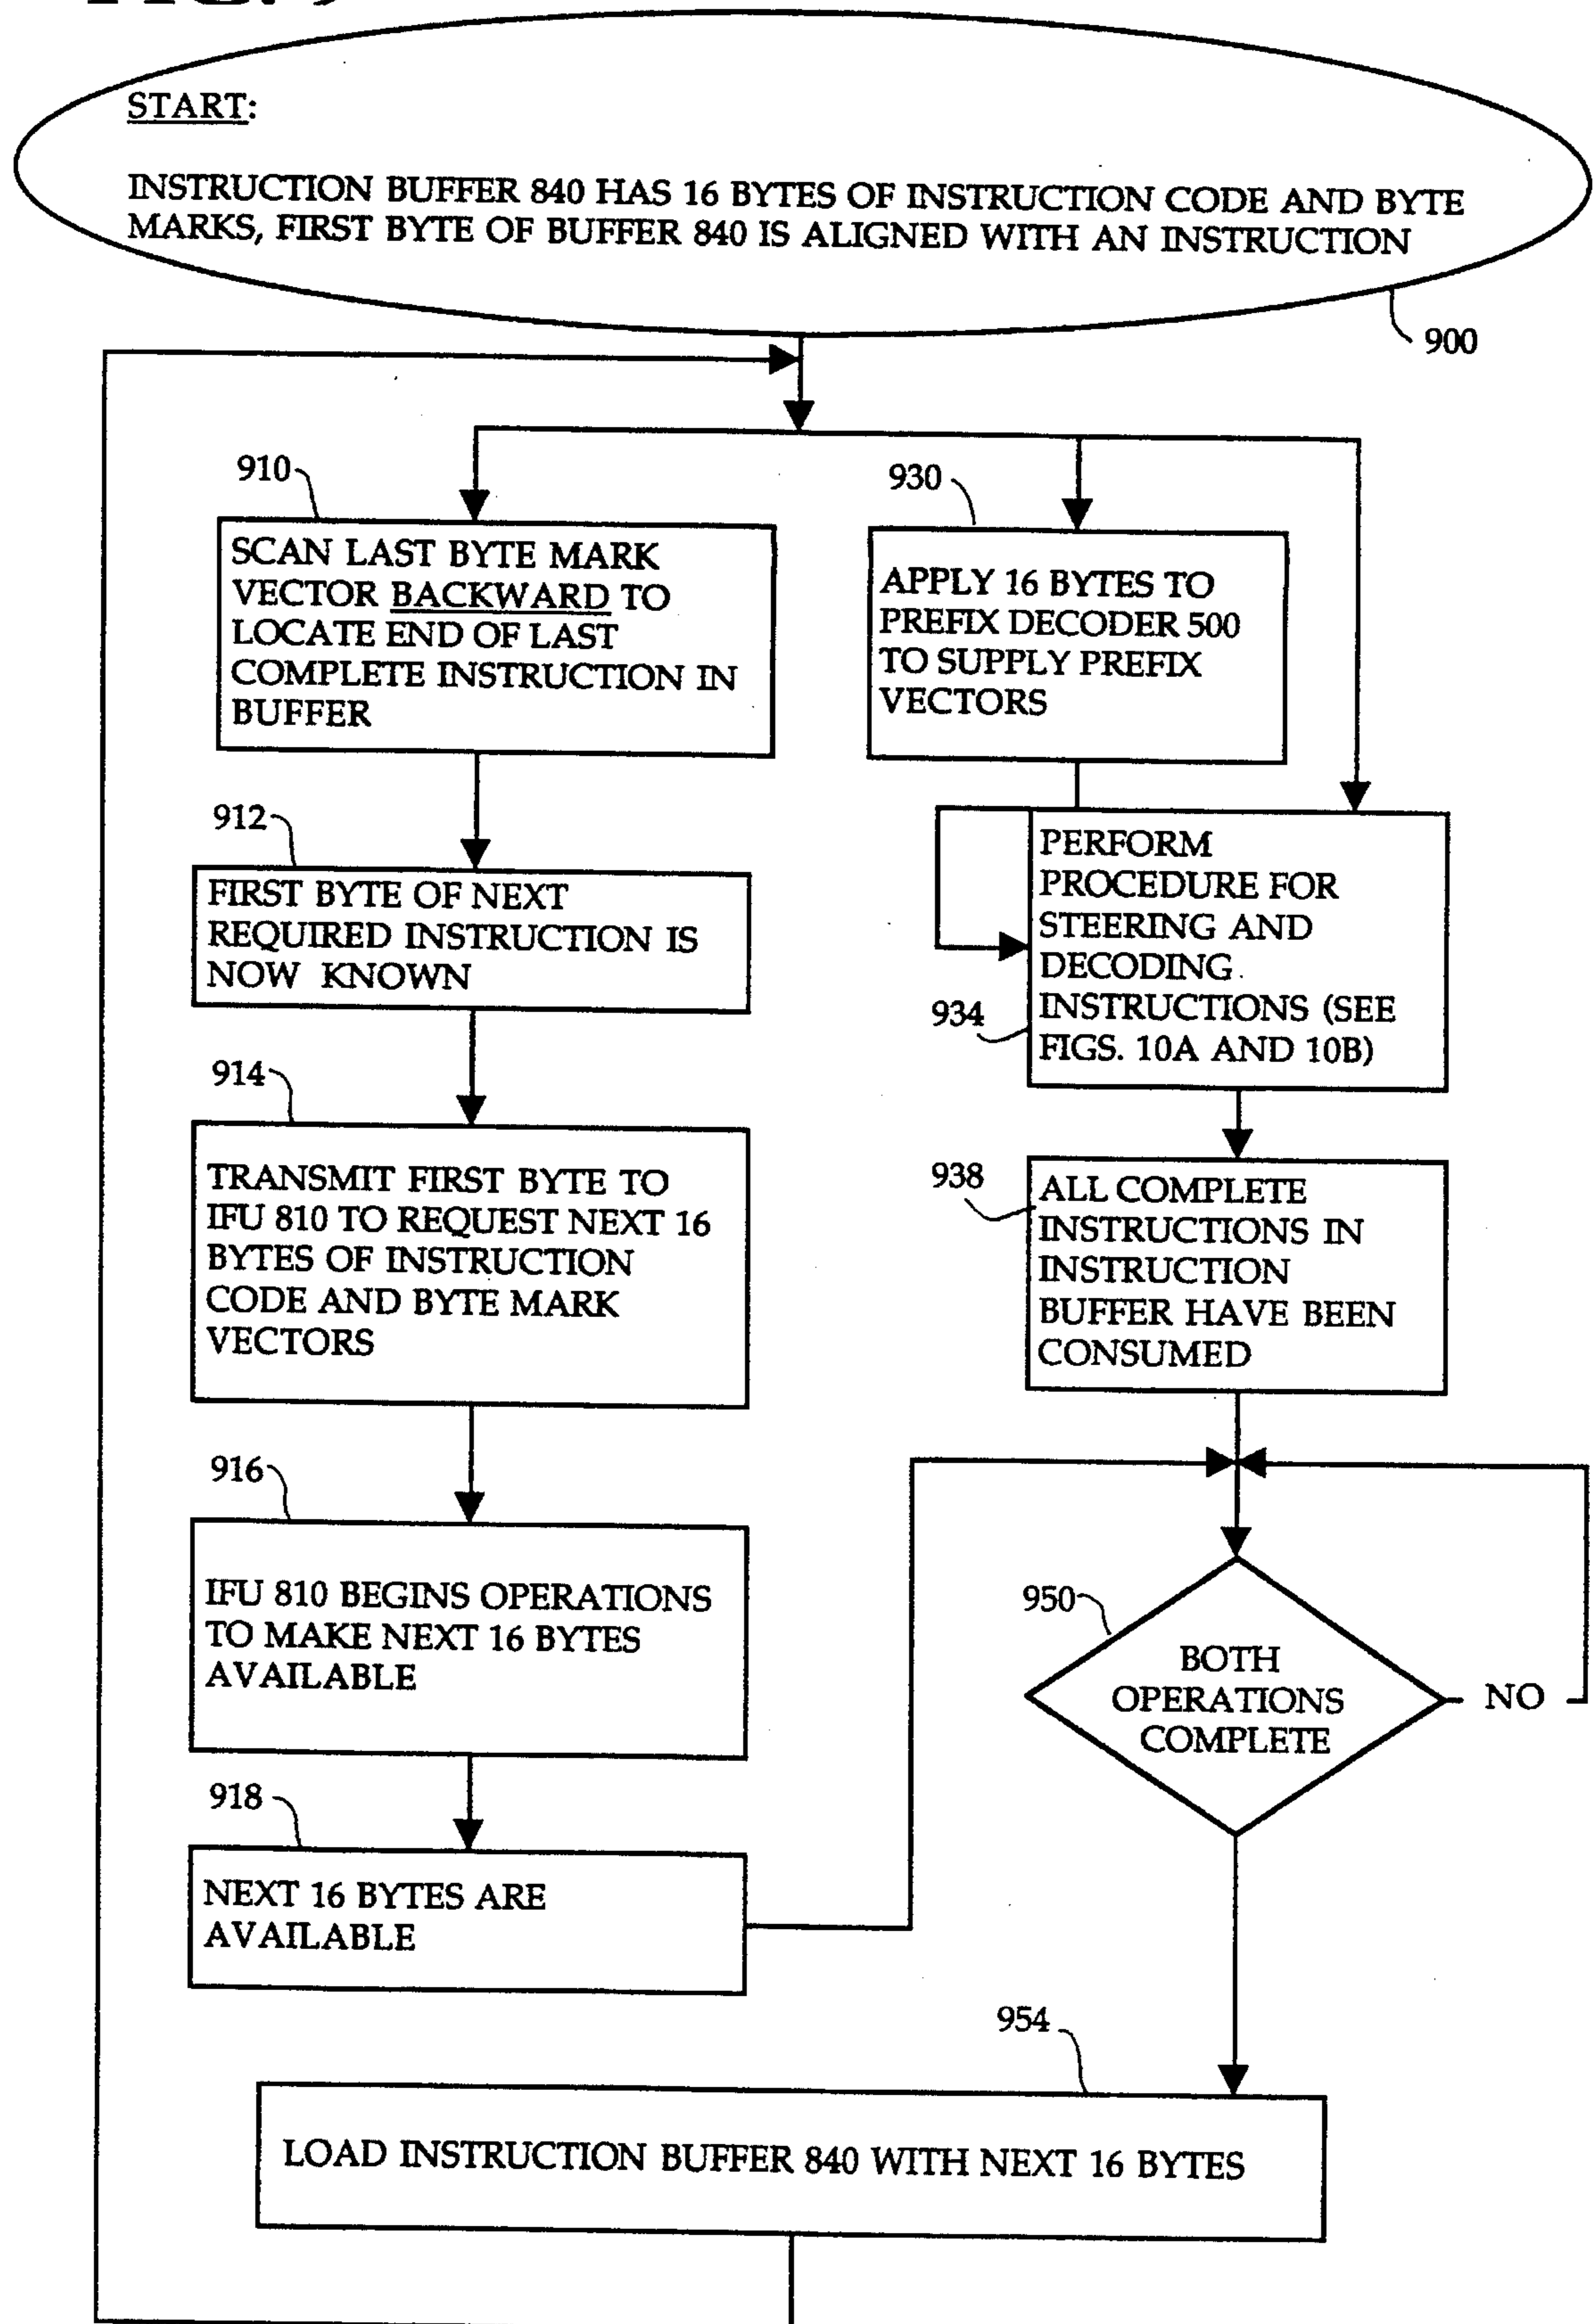 START:
INSTRUCTION BUFFER 840 HAS 16 BYTES OF INSTRUCTION CODE AND BYTE
MARKS, FIRST BYTE OF BUFFER 840 IS ALIGNED WITH AN INSTRUCTION
900
910
SCAN LAST BYTE MARK
VECTOR BACKWARD TO
LOCATE END OF LAST
COMPLETE INSTRUCTION IN
BUFFER
930
APPLY 16 BYTES TO
PREFIX DECODER 500
TO SUPPLY PREFIX
VECTORS
912
FIRST BYTE OF NEXT
REQUIRED INSTRUCTION IS
NOW KNOWN
934
PERFORM
PROCEDURE FOR
STEERING AND
DECODING
INSTRUCTIONS (SEE
FIGS. 10A AND 10B)
914
TRANSMIT FIRST BYTE TO
IFU 810 TO REQUEST NEXT 16
BYTES OF INSTRUCTION
CODE AND BYTE MARK
VECTORS
938
ALL COMPLETE
INSTRUCTIONS IN
INSTRUCTION
BUFFER HAVE BEEN
CONSUMED
916
IFU 810 BEGINS OPERATIONS
TO MAKE NEXT 16 BYTES
AVAILABLE
950
BOTH
OPERATIONS
COMPLETE
NO
918
NEXT 16 BYTES ARE
AVAILABLE
954
LOAD INSTRUCTION BUFFER 840 WITH NEXT 16 BYTES